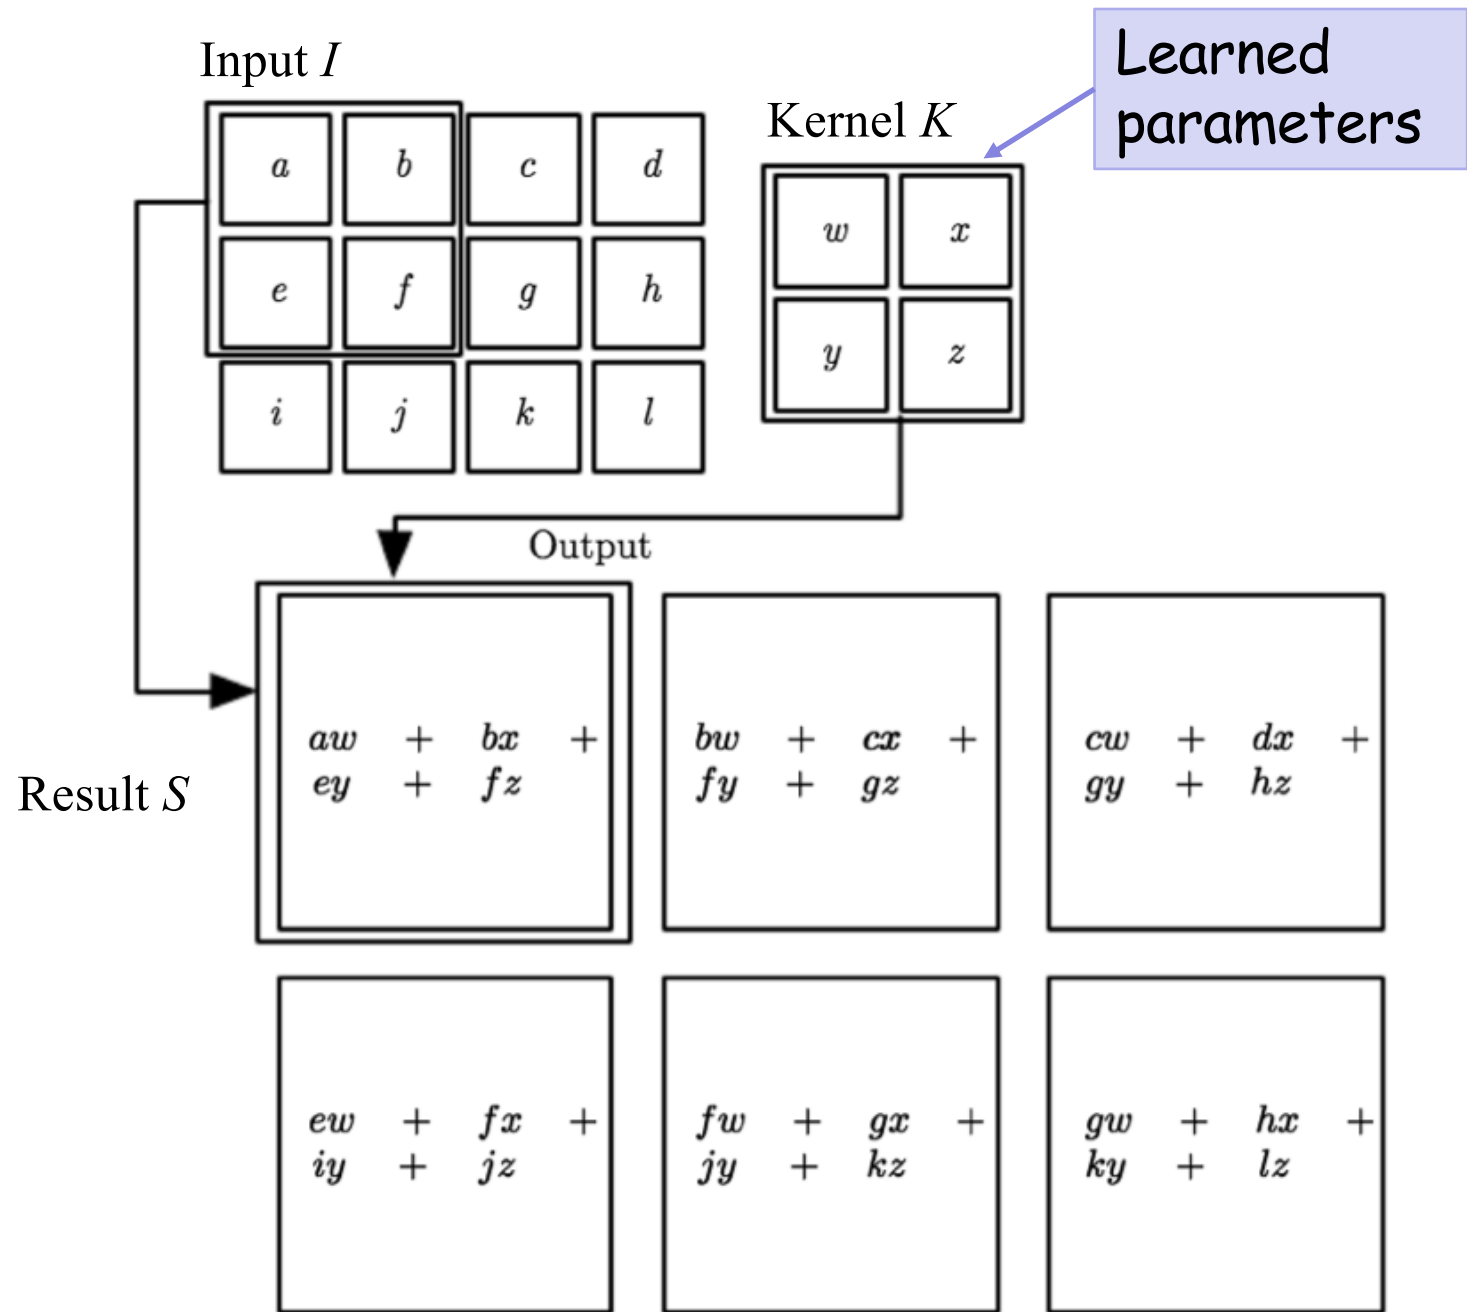 Input I
Learned
parameters
Kernel K
a b c d
w x
e f g h
y z
i j k l
Output
aw + bx + bw + cx + cw + dx +
ey + fz fy + gz gy + hz
Result S
ew + fx + fw + gx + gw + hx +
iy + jz jy + kz ky + lz